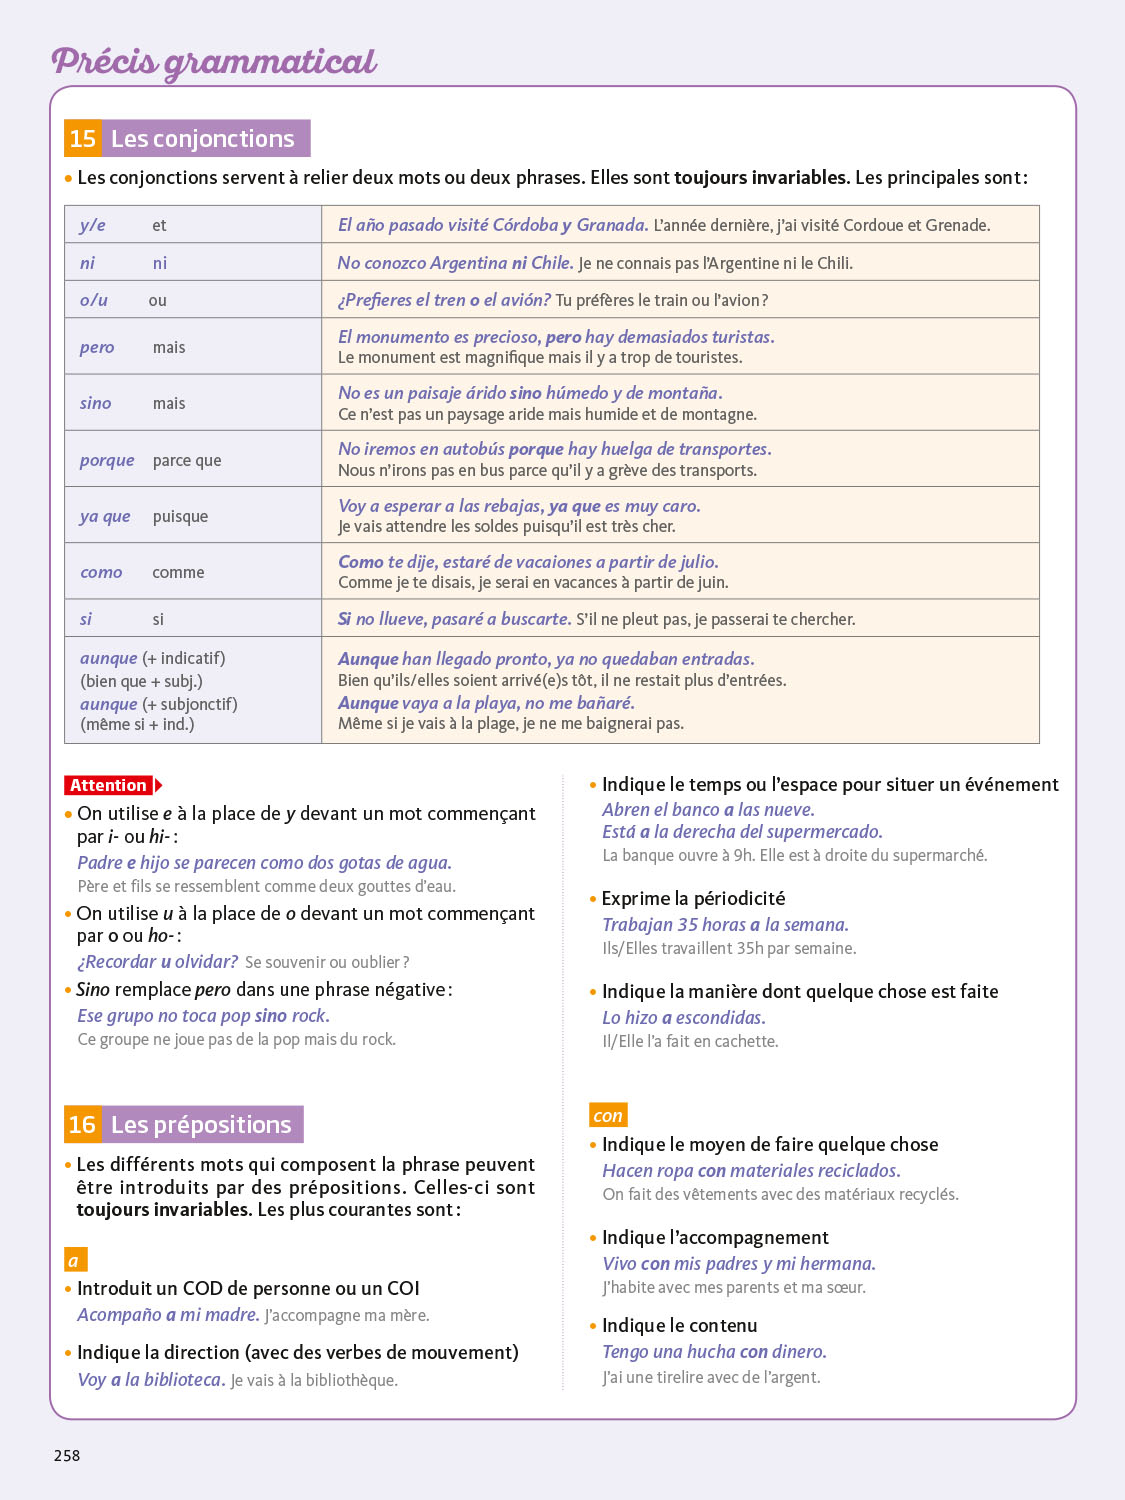 Précis grammatical
15 Les conjonctions
• Les conjonctions servent à relier deux mots ou deux phrases. Elles sont toujours invariables. Les principales sont :
y/e et
El año pasado visité Córdoba y Granada. L'année dernière, j'ai visité Cordoue et Grenade.
ni ni
No conozco Argentina ni Chile. Je ne connais pas l'Argentine ni le Chili.
o/u ou
¿Prefieres el tren o el avión? Tu préfères le train ou l'avion ?
pero mais
El monumento es precioso, pero hay demasiados turistas.
Le monument est magnifique mais il y a trop de touristes.
sino mais
No es un paisaje árido sino húmedo y de montaña.
Ce n'est pas un paysage aride mais humide et de montagne.
porque parce que
No iremos en autobús porque hay huelga de transportes.
Nous n'irons pas en bus parce qu'il y a grève des transports.
ya que puisque
Voy a esperar a las rebajas, ya que es muy caro.
Je vais attendre les soldes puisqu'il est très cher.
como comme
Como te dije, estaré de vacaiones a partir de julio.
Comme je te disais, je serai en vacances à partir de juin.
si si
Si no llueve, pasaré a buscarte. S'il ne pleut pas, je passerai te chercher.
aunque (+ indicatif)
(bien que + subj.)
aunque (+ subjonctif)
(même si + ind.)
Aunque han llegado pronto, ya no quedaban entradas.
Bien qu'ils/elles soient arrivé(e)s tôt, il ne restait plus d'entrées.
Aunque vaya a la playa, no me bañaré.
Même si je vais à la plage, je ne me baignerai pas.
Attention
• On utilise e à la place de y devant un mot commençant
par i- ou hi- :
Padre e hijo se parecen como dos gotas de agua.
Père et fils se ressemblent comme deux gouttes d'eau.
• On utilise u à la place de o devant un mot commençant
par o ou ho- :
¿Recordar u olvidar? Se souvenir ou oublier ?
• Sino remplace pero dans une phrase négative :
Ese grupo no toca pop sino rock.
Ce groupe ne joue pas de la pop mais du rock.
16 Les prépositions
• Les différents mots qui composent la phrase peuvent
être introduits par des prépositions. Celles-ci sont
toujours invariables. Les plus courantes sont :
a
• Introduit un COD de personne ou un COI
Acompaño a mi madre. J'accompagne ma mère.
• Indique la direction (avec des verbes de mouvement)
Voy a la biblioteca. Je vais à la bibliothèque.
• Indique le temps ou l'espace pour situer un événement
Abren el banco a las nueve.
Está a la derecha del supermercado.
La banque ouvre à 9h. Elle est à droite du supermarché.
• Exprime la périodicité
Trabajan 35 horas a la semana.
Ils/Elles travaillent 35h par semaine.
• Indique la manière dont quelque chose est faite
Lo hizo a escondidas.
Il/Elle l'a fait en cachette.
con
• Indique le moyen de faire quelque chose
Hacen ropa con materiales reciclados.
On fait des vêtements avec des matériaux recyclés.
• Indique l'accompagnement
Vivo con mis padres y mi hermana.
J'habite avec mes parents et ma sœur.
• Indique le contenu
Tengo una hucha con dinero.
J'ai une tirelire avec de l'argent.
258